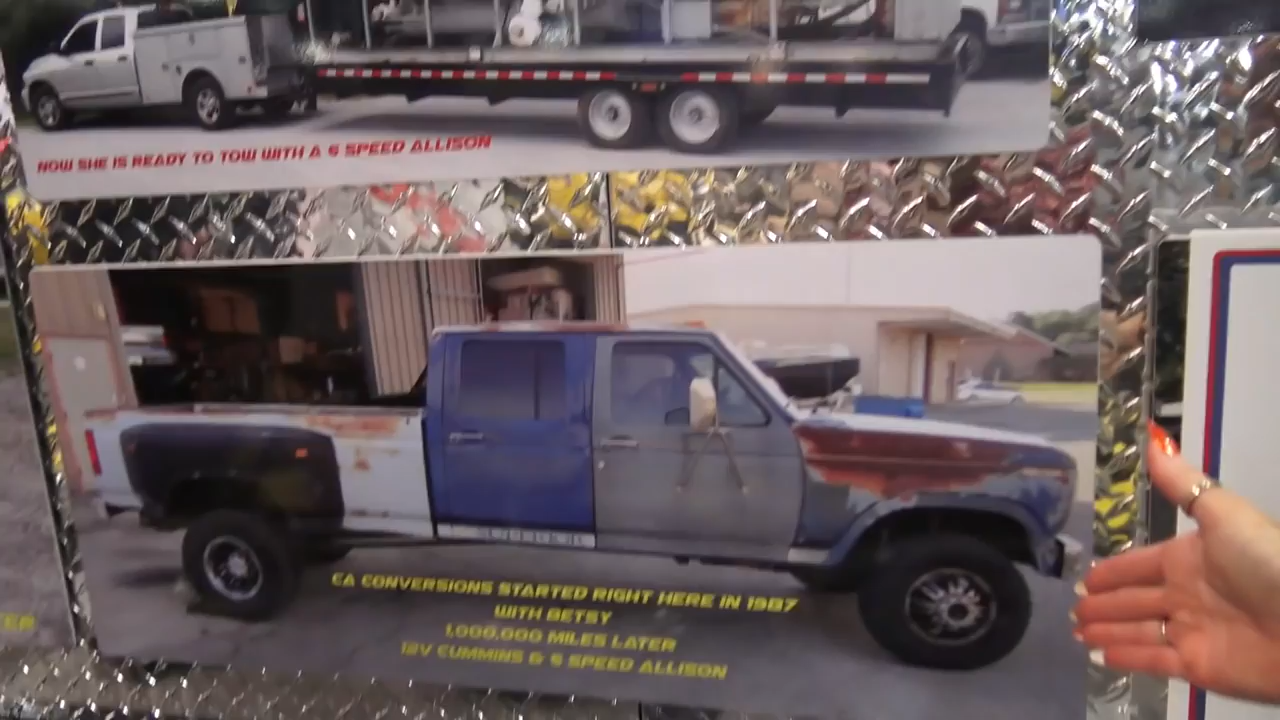 NOW SHE IS READY TO TOW WITH A 6 SPEED ALLISON
CA CONVERSIONS STARTED RIGHT HERE IN 1987
WITH BETSY
1,000,000 MILES LATER
12V CUMMINS & 6 SPEED ALLISON